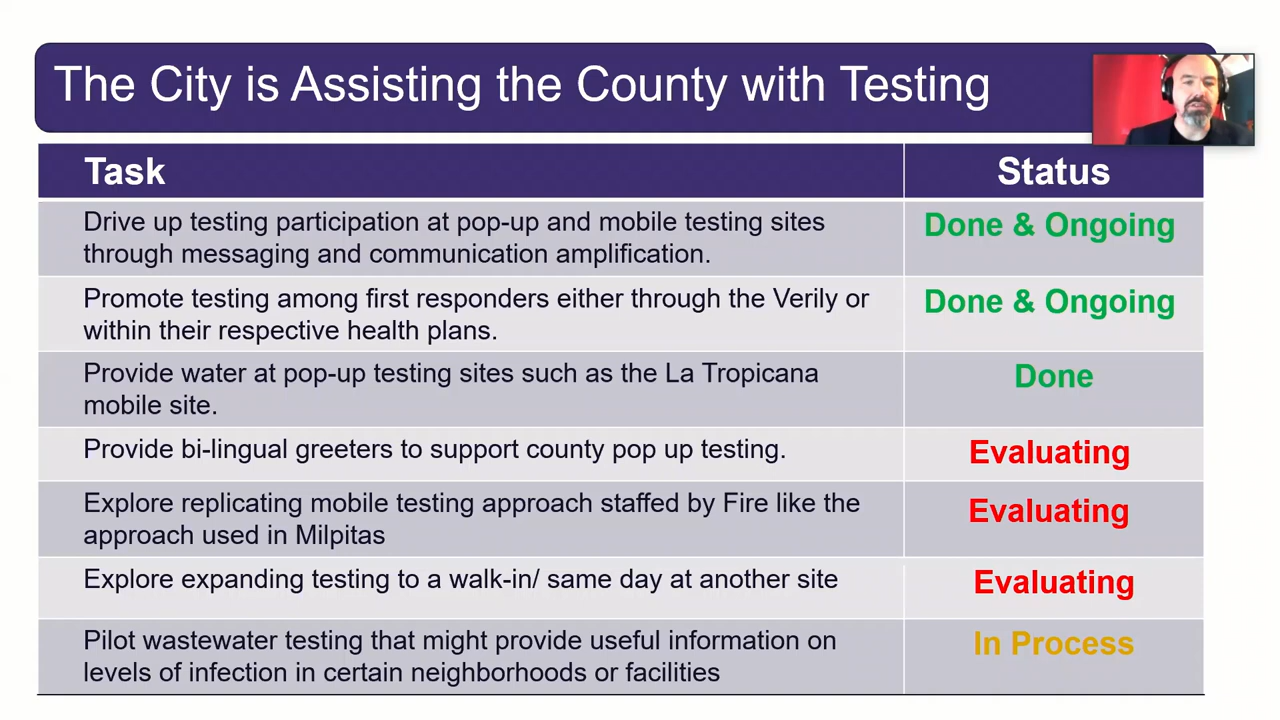 The City is Assisting the County with Testing
Task
Status
Drive up testing participation at pop-up and mobile testing sites
through messaging and communication amplification.
Done & Ongoing
Promote testing among first responders either through the Verily or
within their respective health plans.
Done & Ongoing
Provide water at pop-up testing sites such as the La Tropicana
mobile site.
Done
Provide bi-lingual greeters to support county pop up testing.
Evaluating
Explore replicating mobile testing approach staffed by Fire like the
approach used in Milpitas
Evaluating
Explore expanding testing to a walk-in/ same day at another site
Evaluating
Pilot wastewater testing that might provide useful information on
levels of infection in certain neighborhoods or facilities
In Process